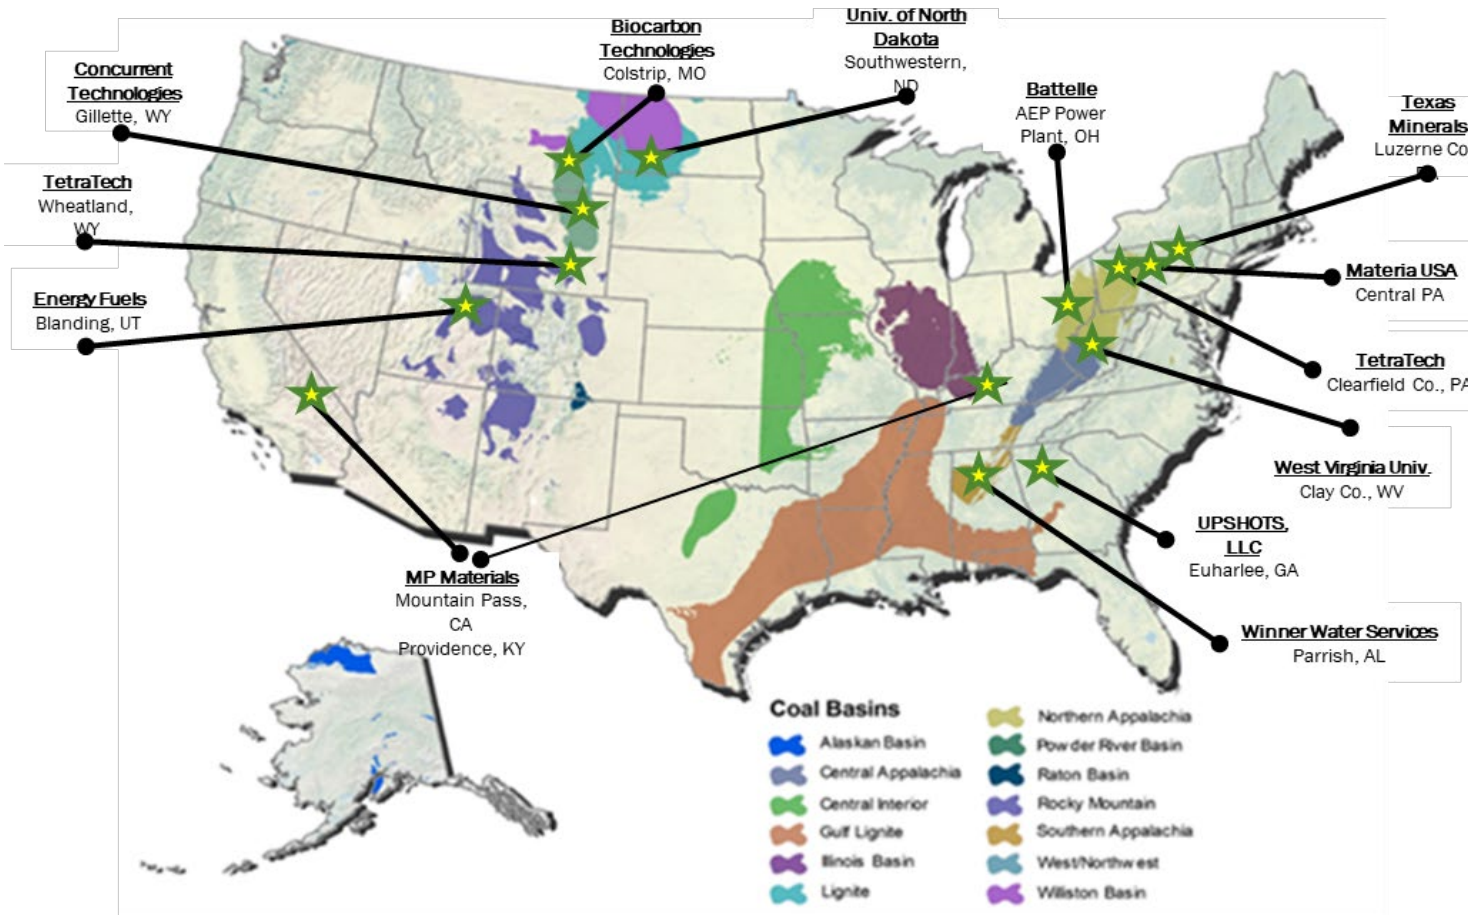 Concurrent
Technologies
Gillette, WY
TetraTech
Wheatland,
WY
Energy Fuels
Blanding, UT
Biocarbon
Technologies
Colstrip, MO
Univ. of North
Dakota
Southwestern,
ND
Battelle
AEP Power
Plant, OH
Texas
Minerals
Luzerne Co
Materia USA
Central PA
TetraTech
Clearfield Co., PA
West Virginia Univ.
Clay Co., WV
UPSHOTS,
LLC
Euharlee, GA
Winner Water Services
Parrish, AL
MP Materials
Mountain Pass,
CA
Providence, KY
Coal Basins
Alaskan Basin
Central Appalachia
Central Interior
Gulf Lignite
Illinois Basin
Lignite
Northern Appalachia
Powder River Basin
Raton Basin
Rocky Mountain
Southern Appalachia
West/Northwest
Williston Basin